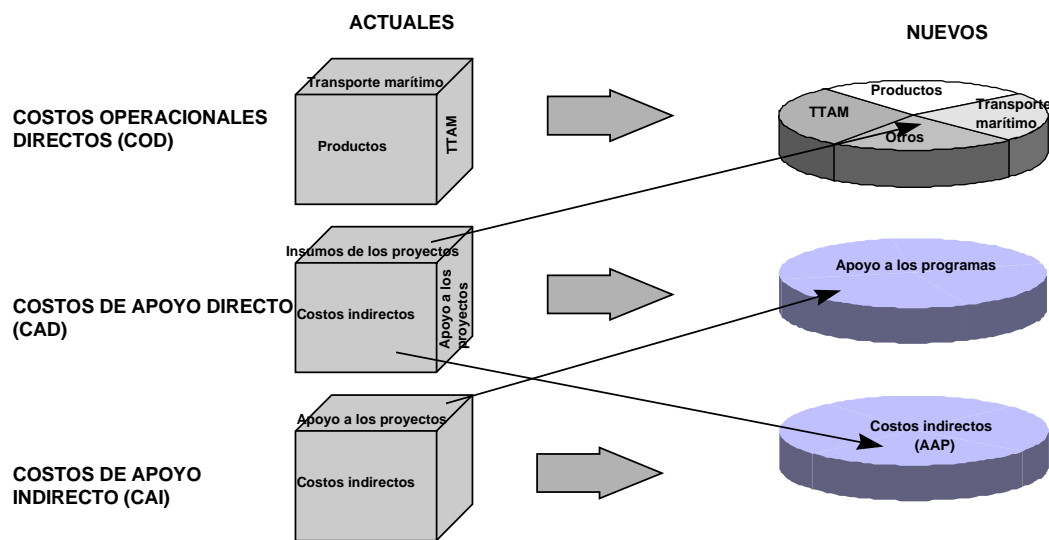 ACTUALES
NUEVOS
COSTOS OPERACIONALES
DIRECTOS (COD)
Transporte marítimo
Productos
TTAM
Productos
TTAM
Transporte
marítimo
Otros
COSTOS DE APOYO DIRECTO
(CAD)
Insumos de los proyectos
Costos indirectos
Apoyo a los
proyectos
Apoyo a los programas
COSTOS DE APOYO
INDIRECTO (CAI)
Apoyo a los proyectos
Costos indirectos
Costos indirectos
(AAP)